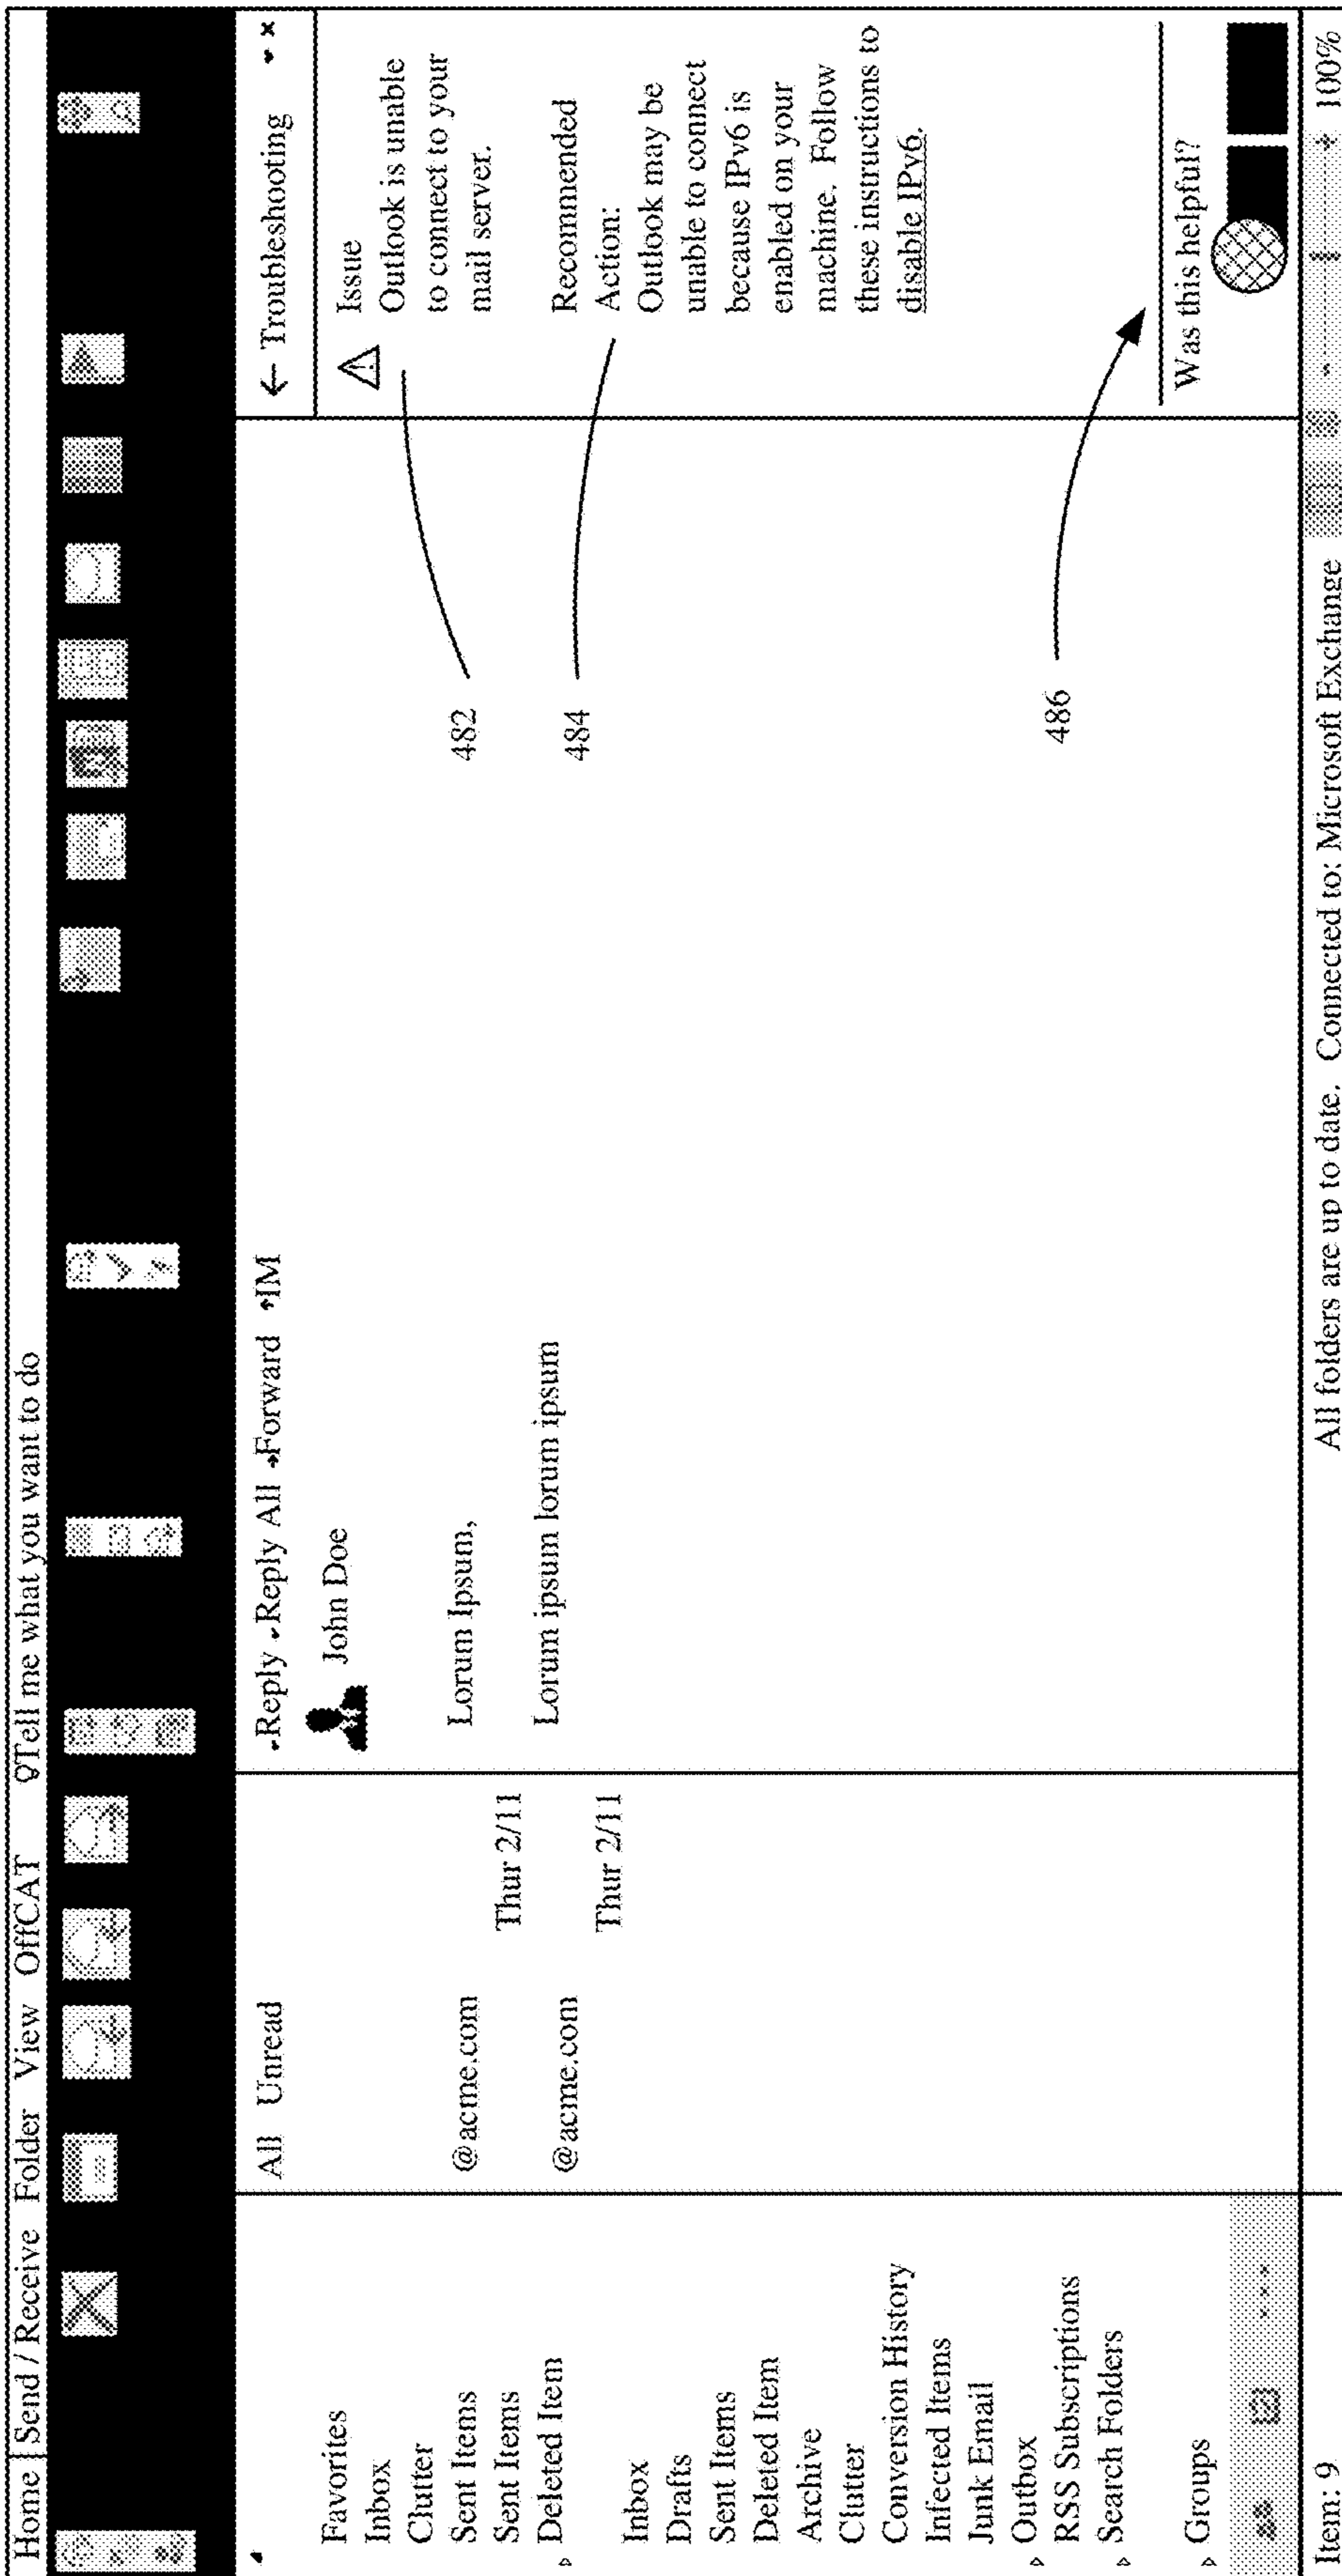 Home Send / Receive Folder View OffCAT Tell me what you want to do
Favorites
Inbox
Clutter
Sent Items
Sent Items
Deleted Item
Inbox
Drafts
Sent Items
Deleted Item
Archive
Clutter
Conversion History
Infected Items
Junk Email
Outbox
RSS Subscriptions
Search Folders
Groups
All Unread
@acme.com
Thur 2/11
@acme.com
Thur 2/11
Reply Reply All Forward IM
John Doe
Lorum Ipsum,
Lorum ipsum lorum ipsum
482
484
486
← Troubleshooting
Issue
Outlook is unable
to connect to your
mail server.
Recommended
Action:
Outlook may be
unable to connect
because IPv6 is
enabled on your
machine. Follow
these instructions to
disable IPv6.
Was this helpful?
Item: 9 All folders are up to date. Connected to: Microsoft Exchange 100%